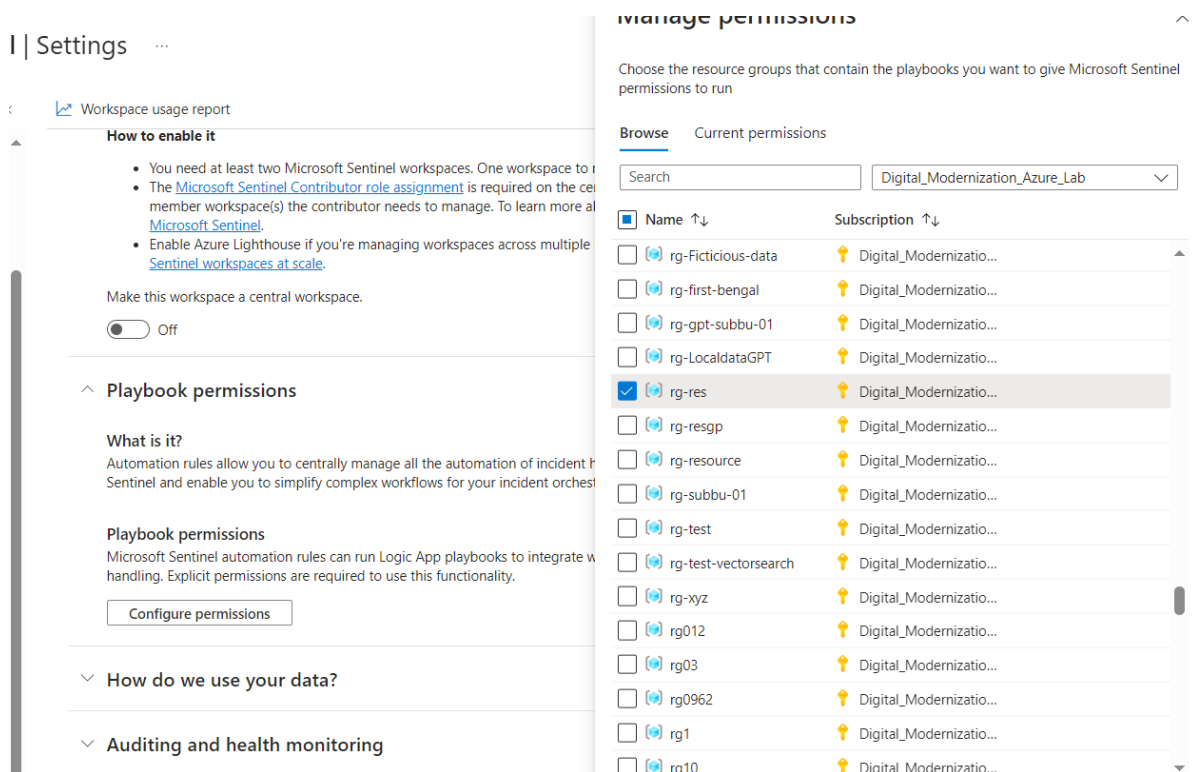 | Settings ...
Workspace usage report
How to enable it
You need at least two Microsoft Sentinel workspaces. One workspace to
The Microsoft Sentinel Contributor role assignment is required on the
member workspace(s) the contributor needs to manage. To learn more
Microsoft Sentinel.
Enable Azure Lighthouse if you're managing workspaces across multiple
Sentinel workspaces at scale.
Make this workspace a central workspace.
Off
Playbook permissions
What is it?
Automation rules allow you to centrally manage all the automation of incident
Sentinel and enable you to simplify complex workflows for your incident
Playbook permissions
Microsoft Sentinel automation rules can run Logic App playbooks to integrate
handling. Explicit permissions are required to use this functionality.
Configure permissions
How do we use your data?
Auditing and health monitoring
Manage permissions
Choose the resource groups that contain the playbooks you want to give Microsoft Sentinel
permissions to run
Browse Current permissions
Search Digital_Modernization_Azure_Lab
Name Subscription
rg-Ficticious-data Digital_Modernizatio...
rg-first-bengal Digital_Modernizatio...
rg-gpt-subbu-01 Digital_Modernizatio...
rg-LocaldataGPT Digital_Modernizatio...
rg-res Digital_Modernizatio...
rg-resgp Digital_Modernizatio...
rg-resource Digital_Modernizatio...
rg-subbu-01 Digital_Modernizatio...
rg-test Digital_Modernizatio...
rg-test-vectorsearch Digital_Modernizatio...
rg-xyz Digital_Modernizatio...
rg012 Digital_Modernizatio...
rg03 Digital_Modernizatio...
rg0962 Digital_Modernizatio...
rg1 Digital_Modernizatio...
rg10 Digital_Modernizatio...